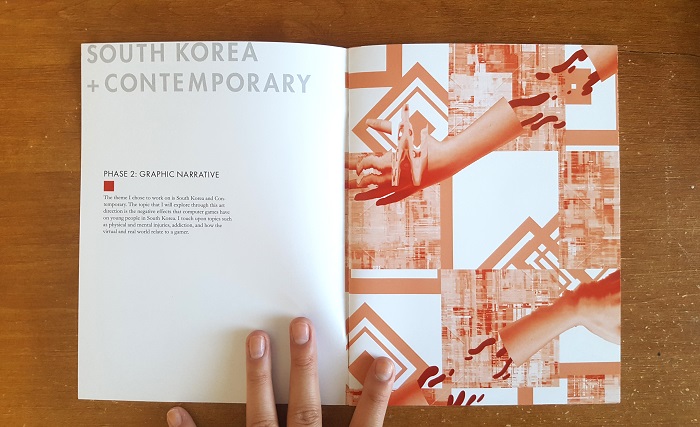 SOUTH KOREA
+ CONTEMPORARY
PHASE 2: GRAPHIC NARRATIVE
The theme I chose to work on is South Korea and Con-
temporary. The topic that I will explore through this art
direction is the negative effects that computer games have
on young people in South Korea. I touch upon topics such
as physical and mental injuries, addiction, and how the
virtual and real world relate to a gamer.